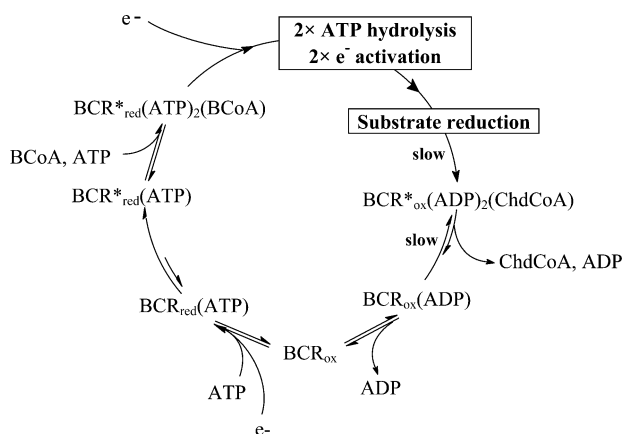 e-
2× ATP hydrolysis
2× e⁻ activation
BCR*red(ATP)2(BCoA)
Substrate reduction
slow
BCoA, ATP
BCR*red(ATP)
BCR*ox(ADP)2(ChdCoA)
slow
ChdCoA, ADP
BCRred(ATP)
BCRox(ADP)
BCRox
ATP
ADP
e-